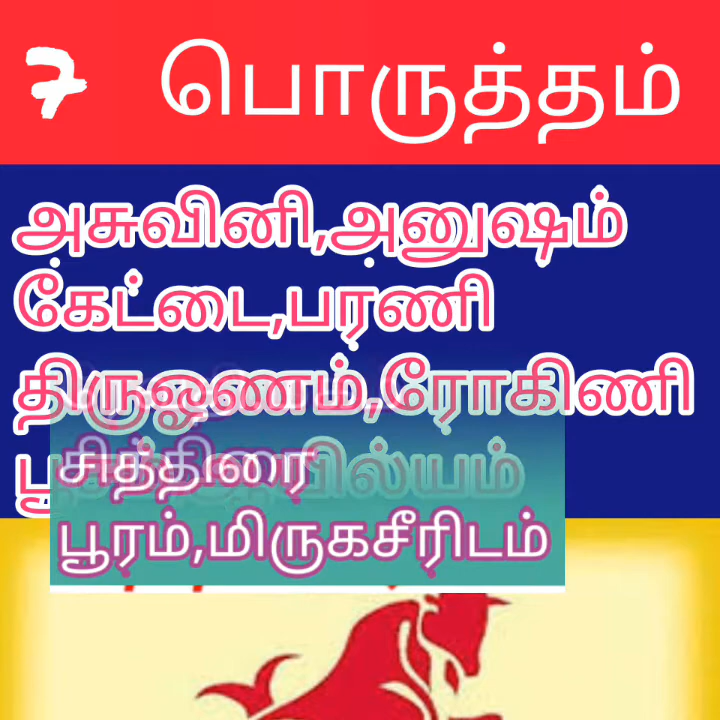 7 பொருத்தம்
அசுவினி,அனுஷம்
கேட்டை,பரணி
திருஓணம்,ரோகிணி
சித்திரை
பூரம்,மிருகசீரிடம்